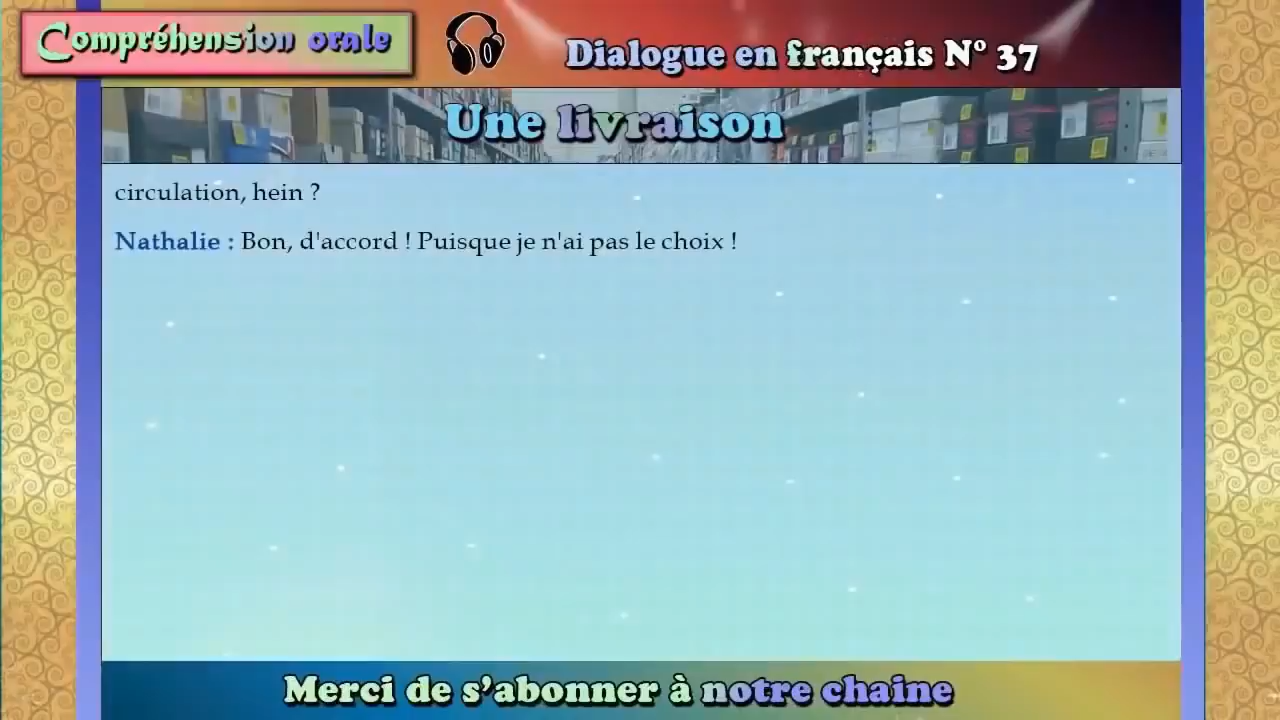 Compréhension orale
Dialogue en français N° 37
Une livraison
circulation, hein ?
Nathalie : Bon, d'accord ! Puisque je n'ai pas le choix !
Merci de s'abonner à notre chaine